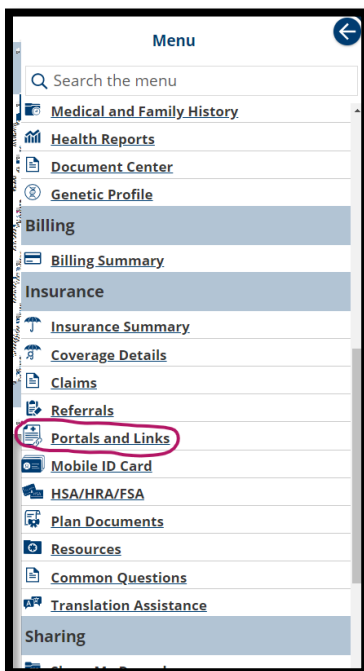 Menu
Search the menu
Medical and Family History
Health Reports
Document Center
Genetic Profile
Billing
Billing Summary
Insurance
Insurance Summary
Coverage Details
Claims
Referrals
Portals and Links
Mobile ID Card
HSA/HRA/FSA
Plan Documents
Resources
Common Questions
Translation Assistance
Sharing